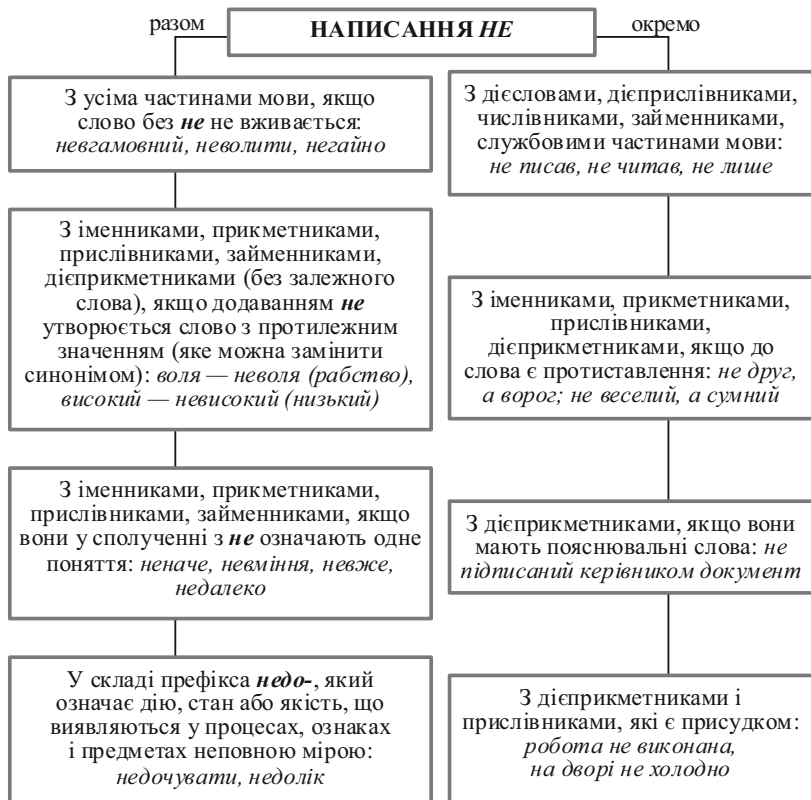 разом
НАПИСАННЯ НЕ
окремо
З усіма частинами мови, якщо
слово без не не вживається:
невгамовний, неволити, негайно
З іменниками, прикметниками,
прислівниками, займенниками,
дієприкметниками (без залежного
слова), якщо додаванням не
утворюється слово з протилежним
значенням (яке можна замінити
синонімом): воля — неволя (рабство),
високий — невисокий (низький)
З іменниками, прикметниками,
прислівниками, займенниками, якщо
вони у сполученні з не означають одне
поняття: неначе, невміння, невже,
недалеко
У складі префікса недо-, який
означає дію, стан або якість, що
виявляються у процесах, ознаках
і предметах неповною мірою:
недочувати, недолік
З дієсловами, дієприслівниками,
числівниками, займенниками,
службовими частинами мови:
не писав, не читав, не лише
З іменниками, прикметниками,
прислівниками,
дієприкметниками, якщо до
слова є протиставлення: не друг,
а ворог; не веселий, а сумний
З дієприкметниками, якщо вони
мають пояснювальні слова: не
підписаний керівником документ
З дієприкметниками і
прислівниками, які є присудком:
робота не виконана,
на дворі не холодно